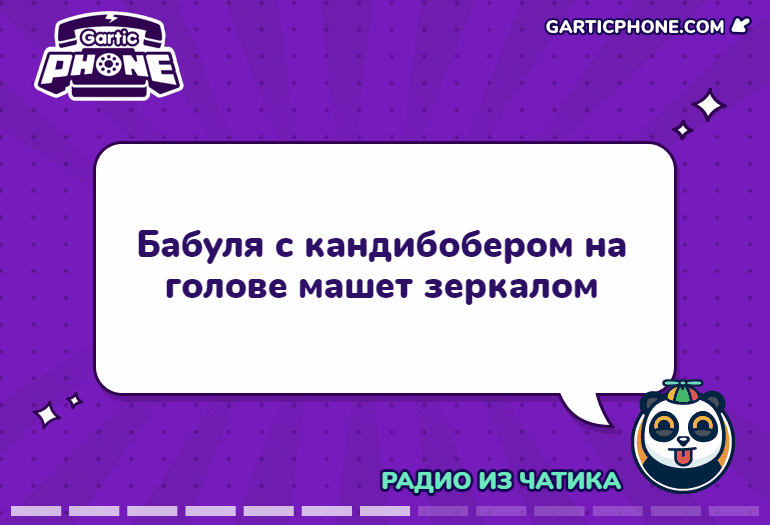 Gartic
PHONE
GARTICPHONE.COM
Бабуля с кандибобером на
голове машет зеркалом
РАДИО ИЗ ЧАТИКА